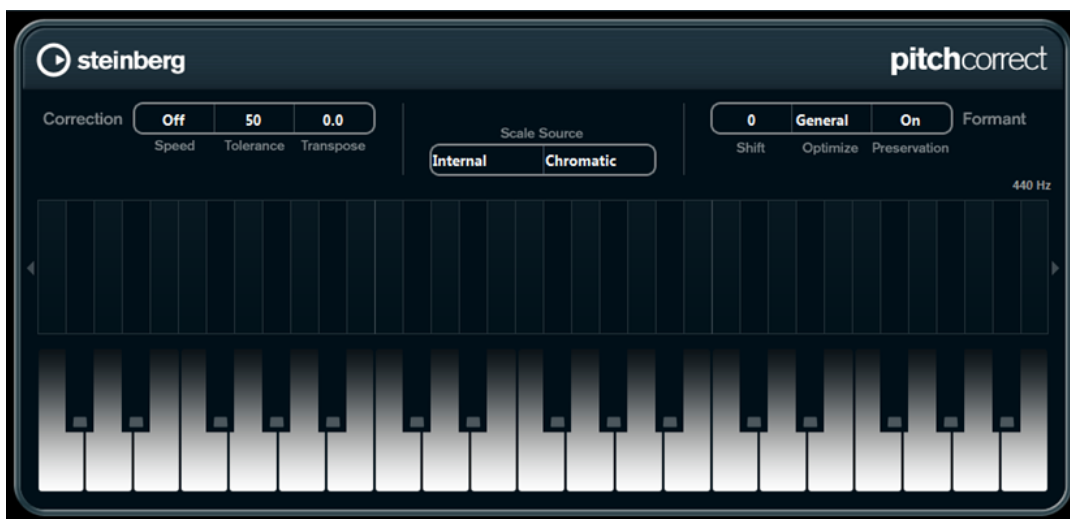 steinberg
pitchcorrect
Correction Off 50 0.0
Speed Tolerance Transpose
Scale Source
Internal Chromatic
0 General On Formant
Shift Optimize Preservation
440 Hz